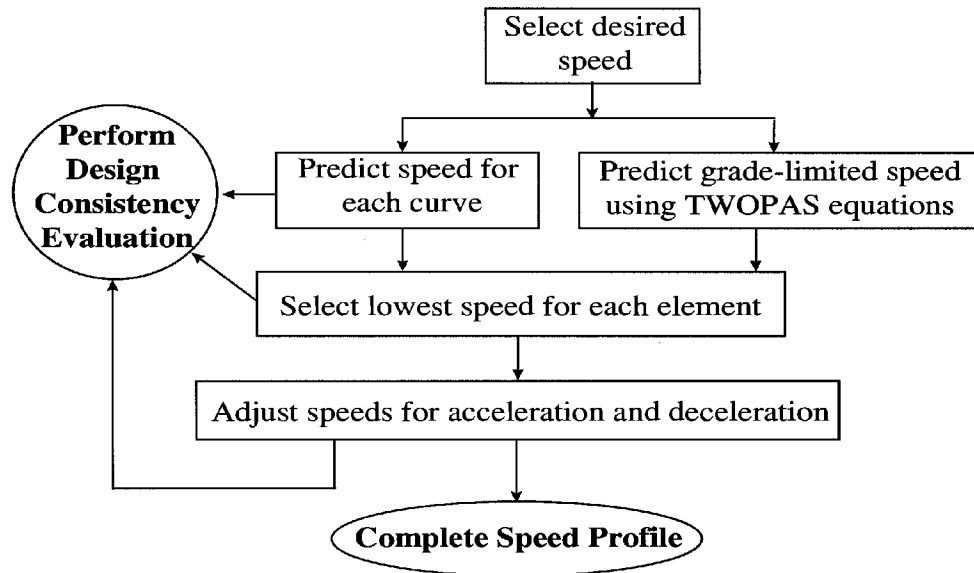 Select desired
speed
Perform
Design
Consistency
Evaluation
Predict speed for
each curve
Predict grade-limited speed
using TWOPAS equations
Select lowest speed for each element
Adjust speeds for acceleration and deceleration
Complete Speed Profile